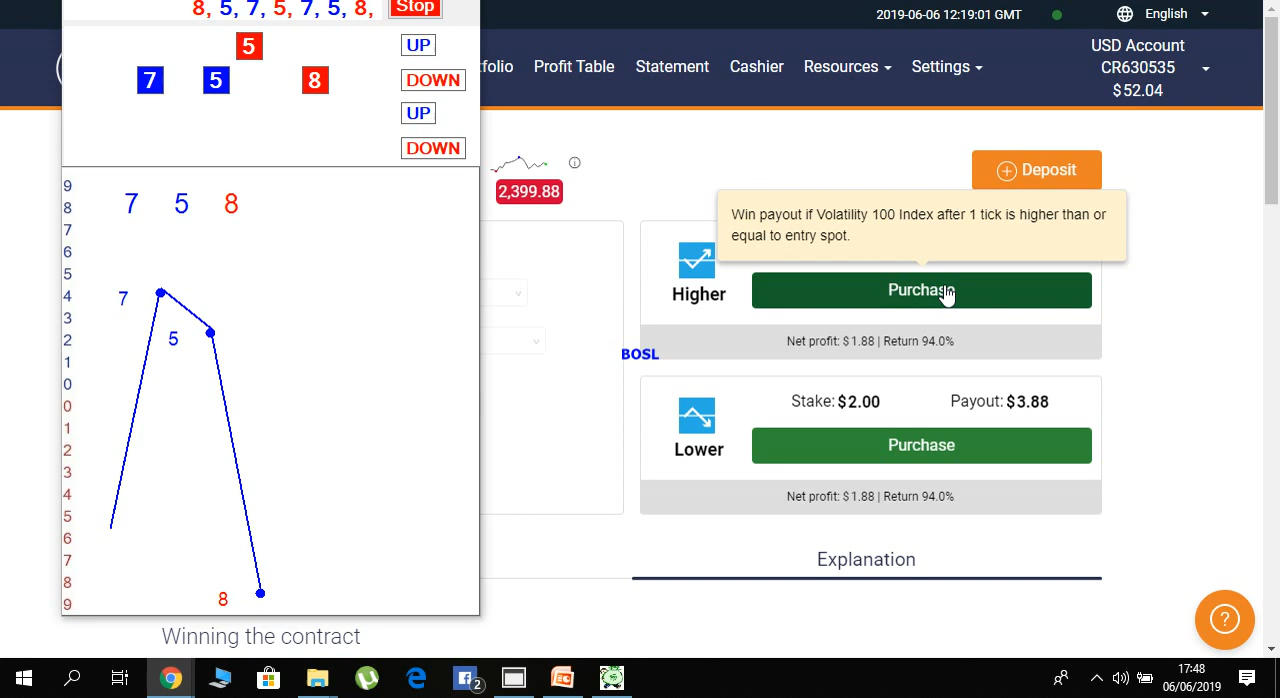 8, 5, 7, 5, 7, 5, 8,
Stop
5
7 5 8
UP
DOWN
UP
DOWN
9
8
7
6
5
4
3
2
1
0
0
1
2
3
4
5
6
7
8
9
7 5 8
7
5
8
2019-06-06 12:19:01 GMT
English
tfolio
Profit Table
Statement
Cashier
Resources
Settings
USD Account
CR630535
$52.04
2,399.88
Deposit
Win payout if Volatility 100 Index after 1 tick is higher than or
equal to entry spot.
Higher
Purchase
Net profit: $1.88 | Return 94.0%
BOSL
Stake: $2.00 Payout: $3.88
Lower
Purchase
Net profit: $1.88 | Return 94.0%
Explanation
Winning the contract
?
2
17:48
06/06/2019